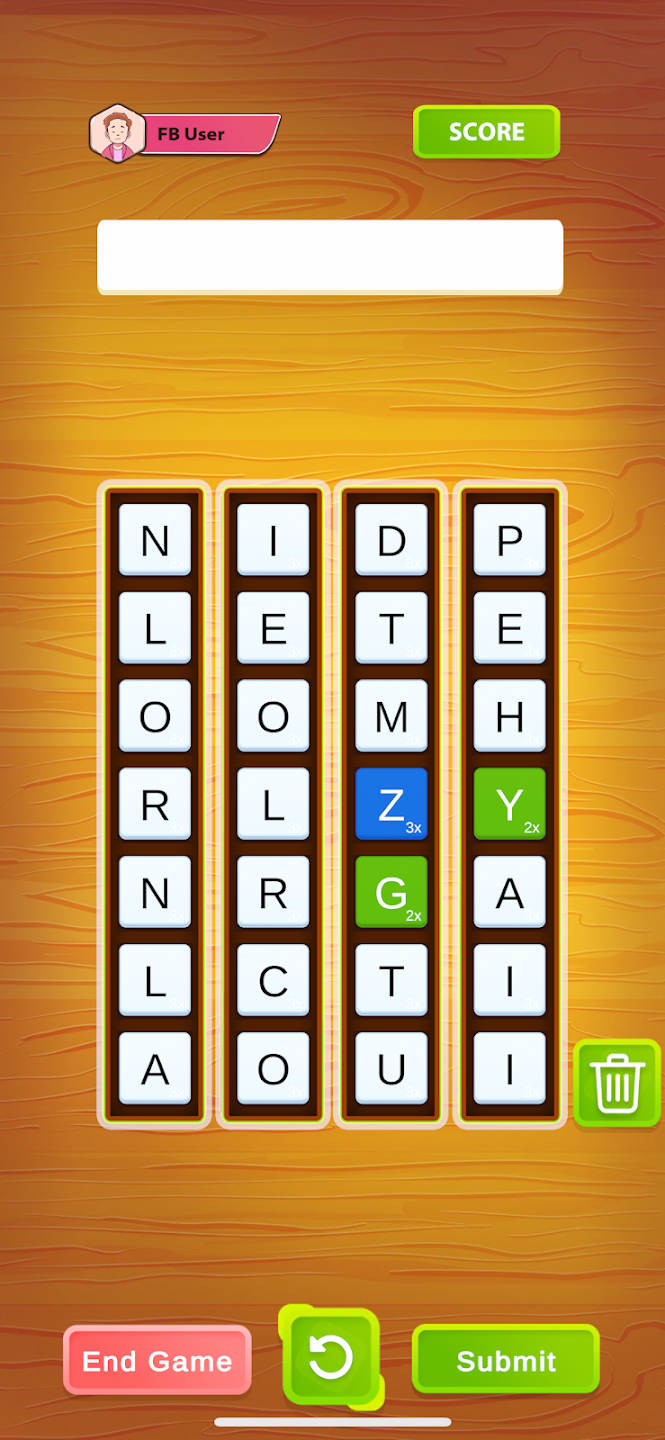 FB User
SCORE
N I D P
L E T E
O O M H
R L Z 3x Y 2x
N R G 2x A
L C T I
A O U I
End Game
Submit